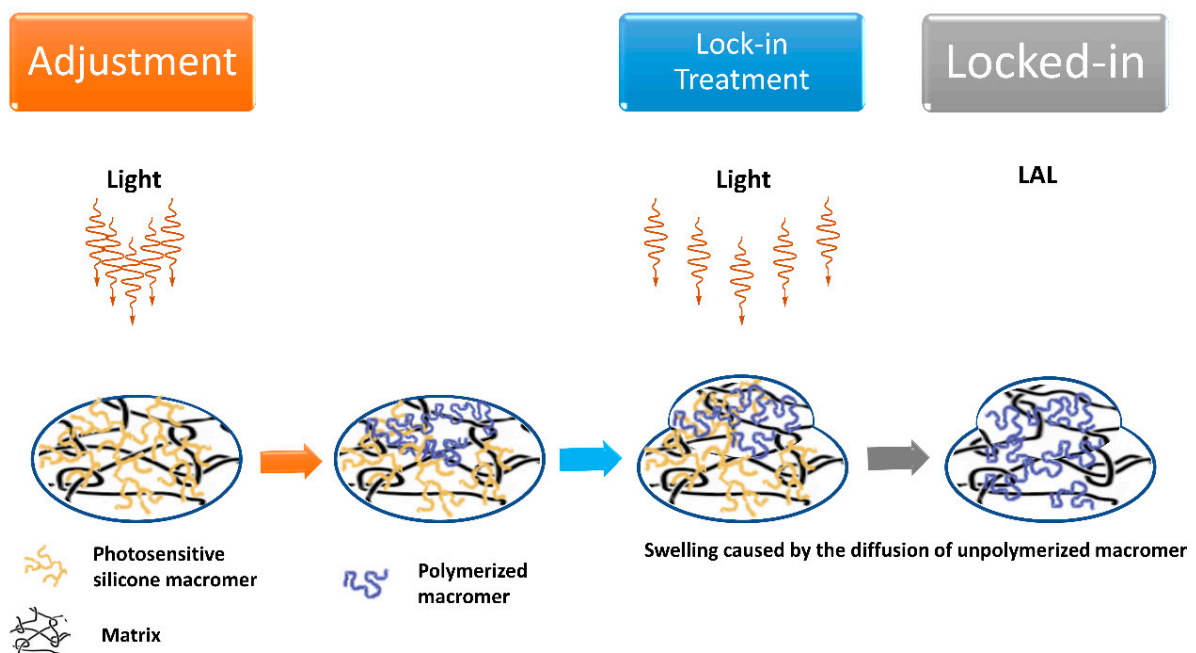 Adjustment
Lock-in
Treatment
Locked-in
Light
Light
LAL
Photosensitive
silicone macromer
Matrix
Polymerized
macromer
Swelling caused by the diffusion of unpolymerized macromer